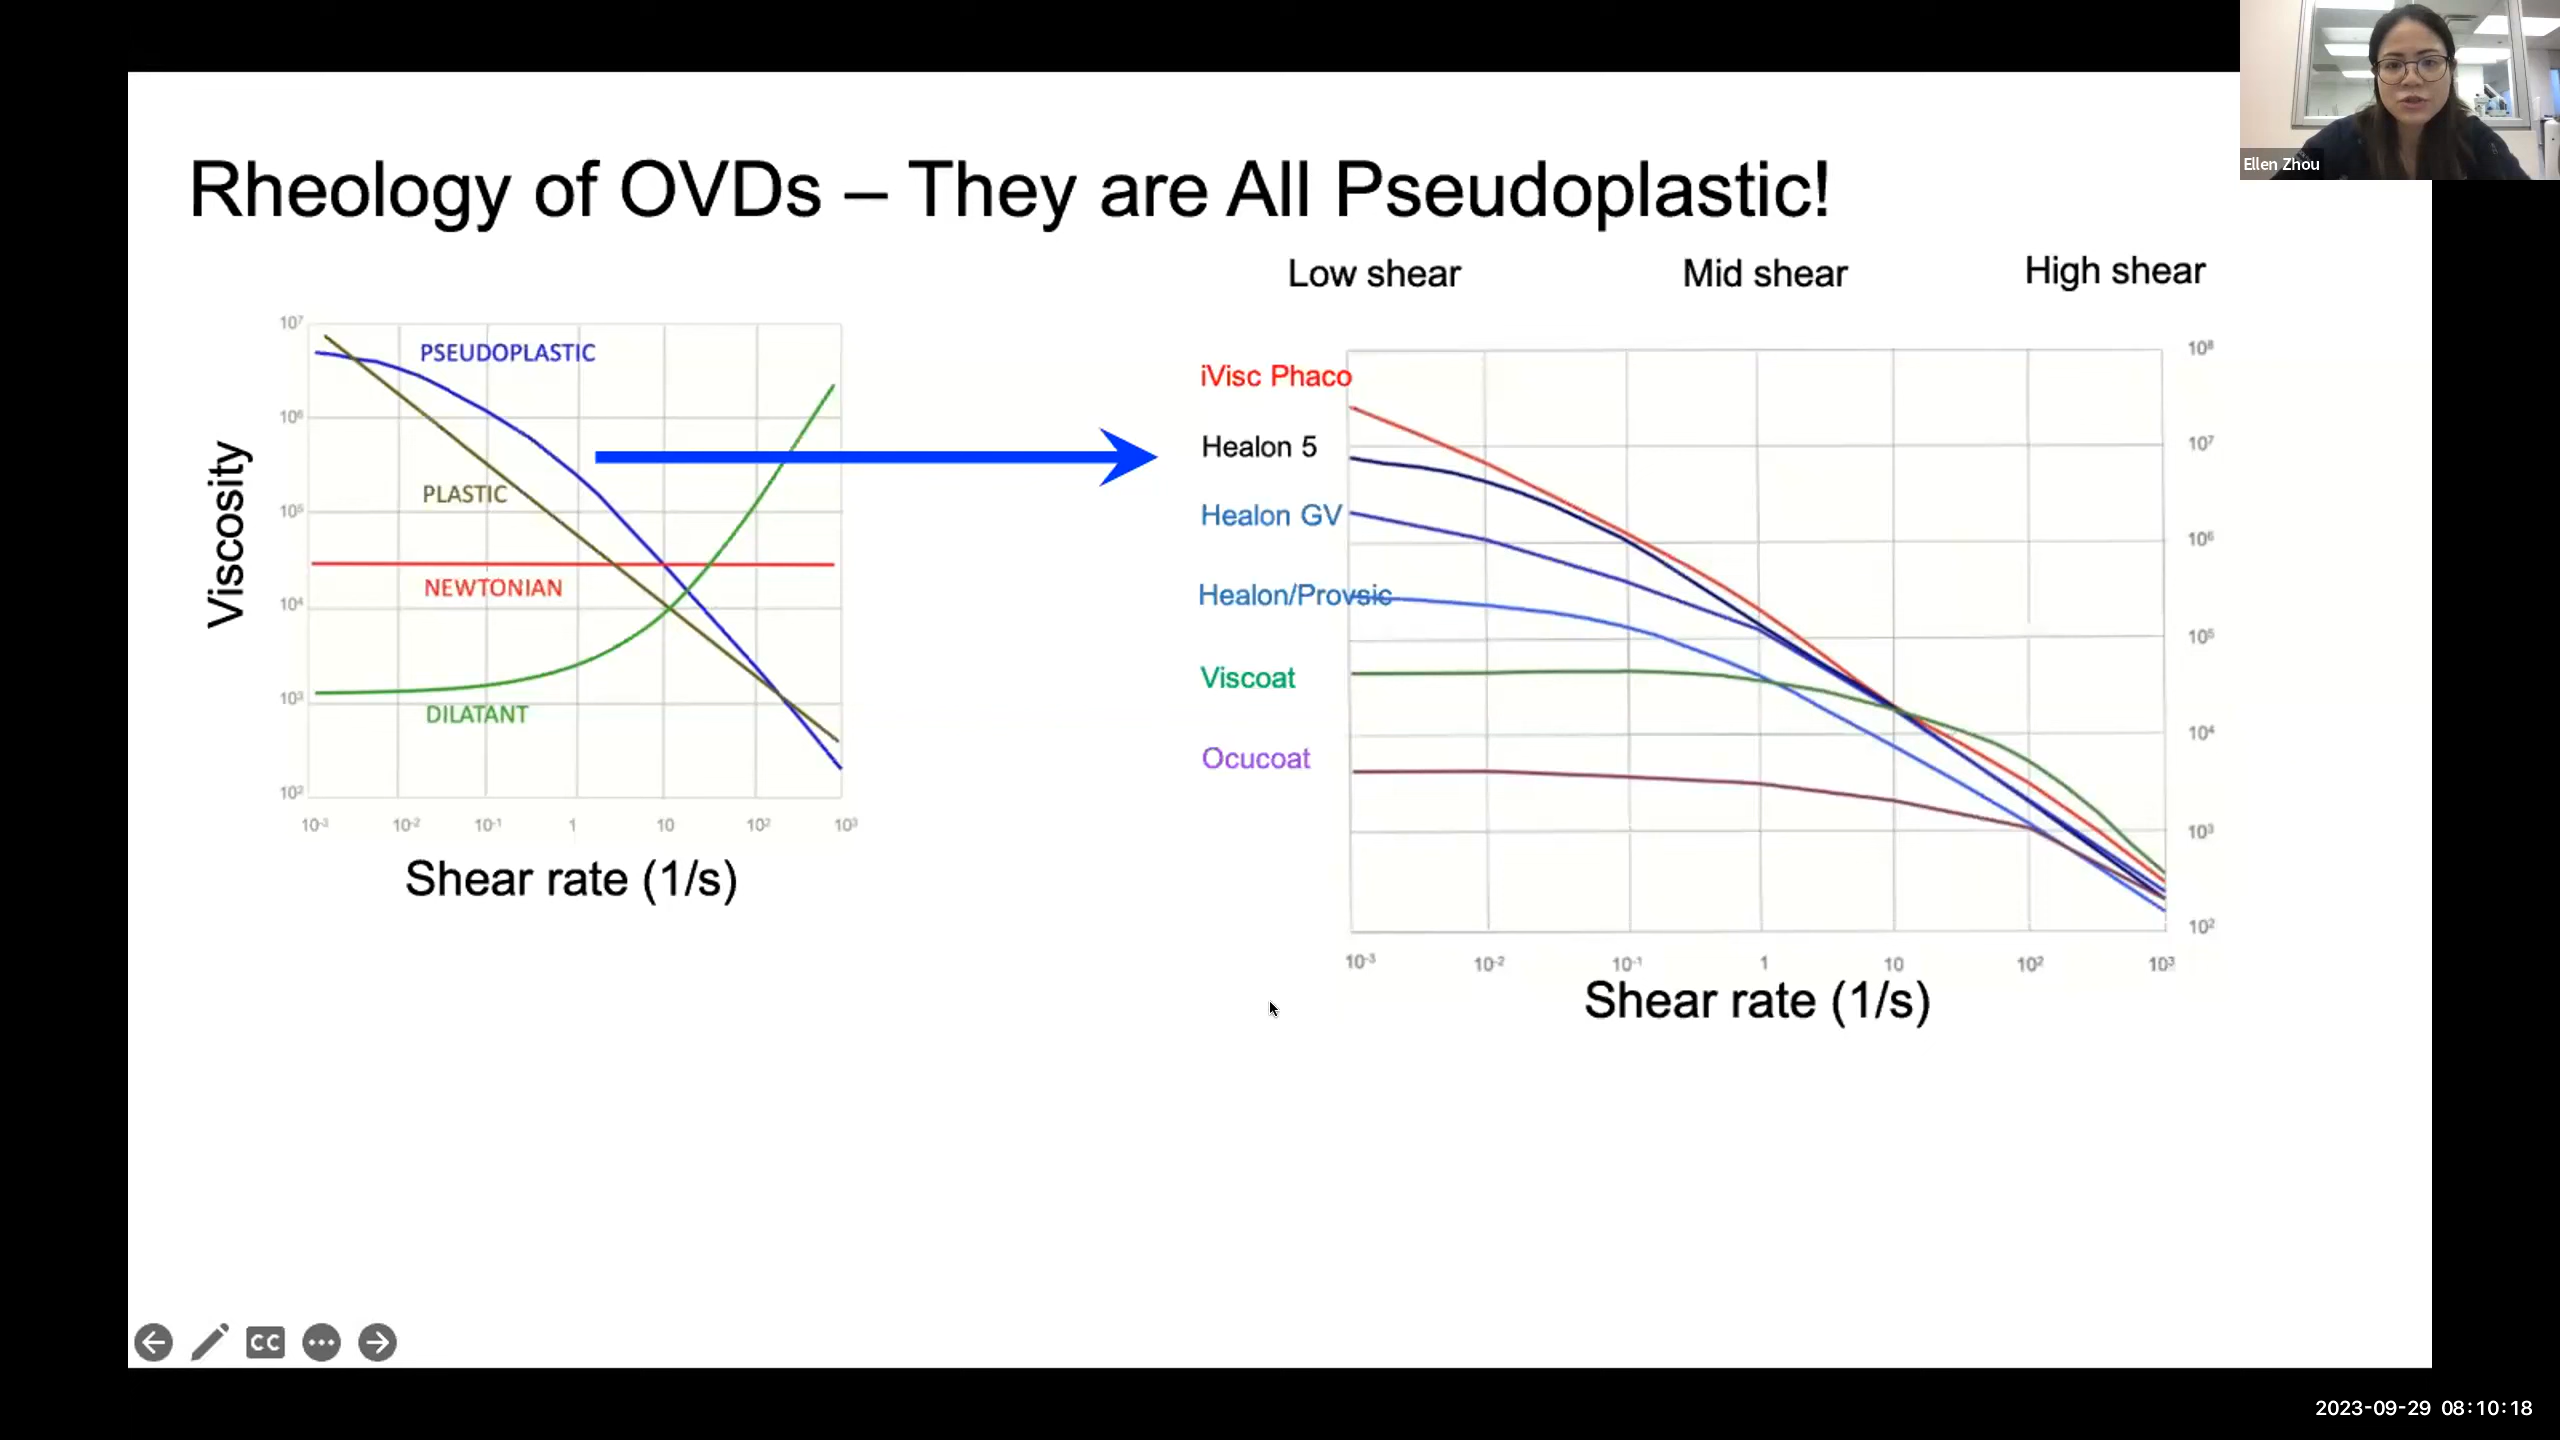 Ellen Zhou
Rheology of OVDs – They are All Pseudoplastic!
Low shear Mid shear High shear
Viscosity
10⁷
10⁶
10⁵
10⁴
10³
10²
PSEUDOPLASTIC
PLASTIC
NEWTONIAN
DILATANT
10⁻³ 10⁻² 10⁻¹ 1 10 10² 10³
Shear rate (1/s)
iVisc Phaco
Healon 5
Healon GV
Healon/Provsic
Viscoat
Ocucoat
10⁸
10⁷
10⁶
10⁵
10⁴
10³
10²
10⁻³ 10⁻² 10⁻¹ 1 10 10² 10³
Shear rate (1/s)
CC
2023-09-29 08:10:18